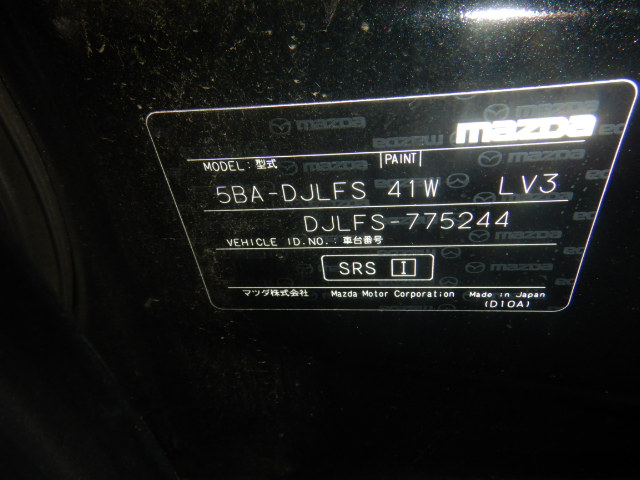 mazda
MODEL:型式 PAINT
5BA-DJLFS 41W LV3
DJLFS-775244
VEHICLE ID.NO.:車台番号
SRS I
マツダ株式会社 Mazda Motor Corporation Made in Japan
(D10A)